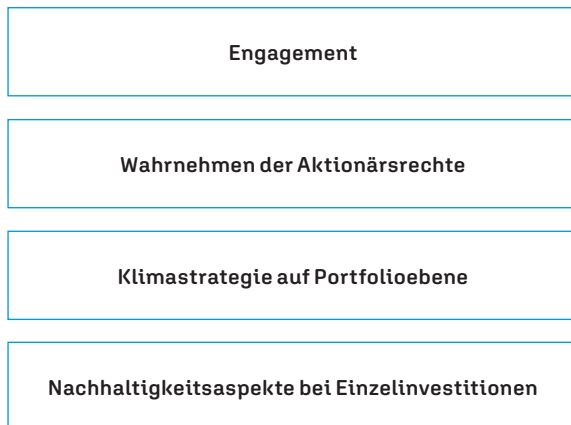 Engagement
Wahrnehmen der Aktionärsrechte
Klimastrategie auf Portfolioebene
Nachhaltigkeitsaspekte bei Einzelinvestitionen